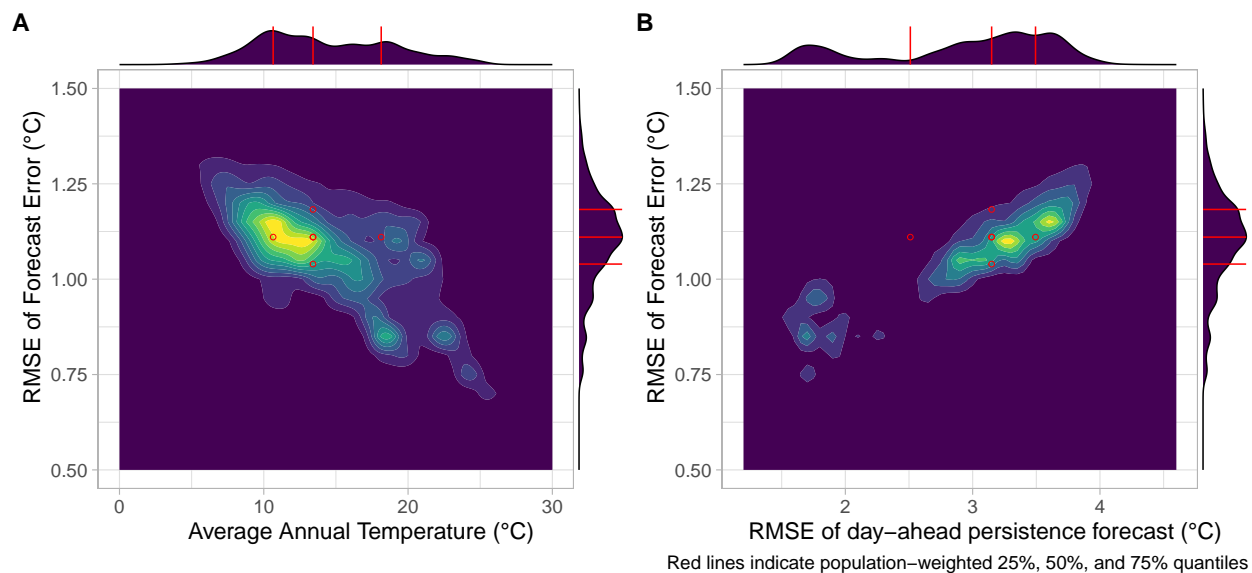 A
RMSE of Forecast Error (°C)
1.50
1.25
1.00
0.75
0.50
0
10
20
30
Average Annual Temperature (°C)
B
RMSE of Forecast Error (°C)
1.50
1.25
1.00
0.75
0.50
2
3
4
RMSE of day−ahead persistence forecast (°C)
Red lines indicate population−weighted 25%, 50%, and 75% quantiles